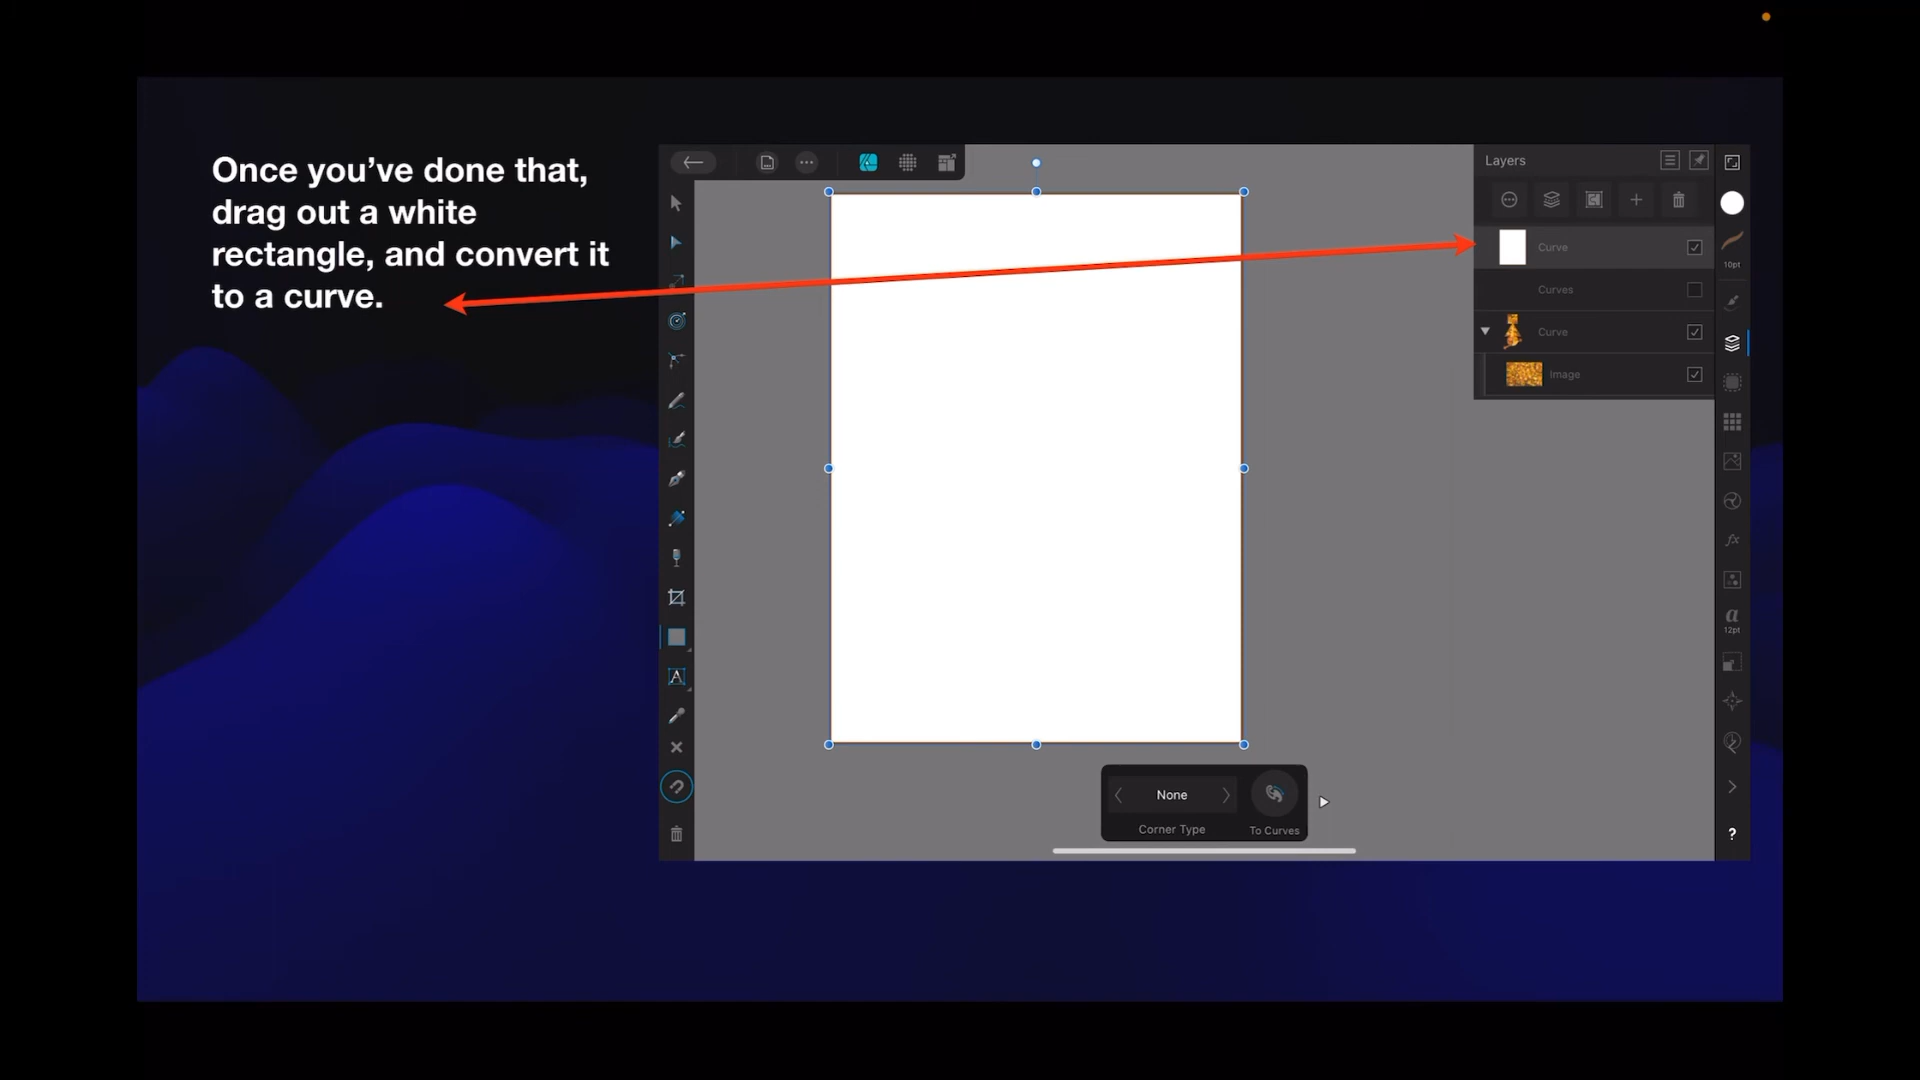 Once you’ve done that,
drag out a white
rectangle, and convert it
to a curve.
Layers
Curve
10pt
Curves
Curve
Image
fx
a
12pt
A
None
Corner Type
To Curves
?